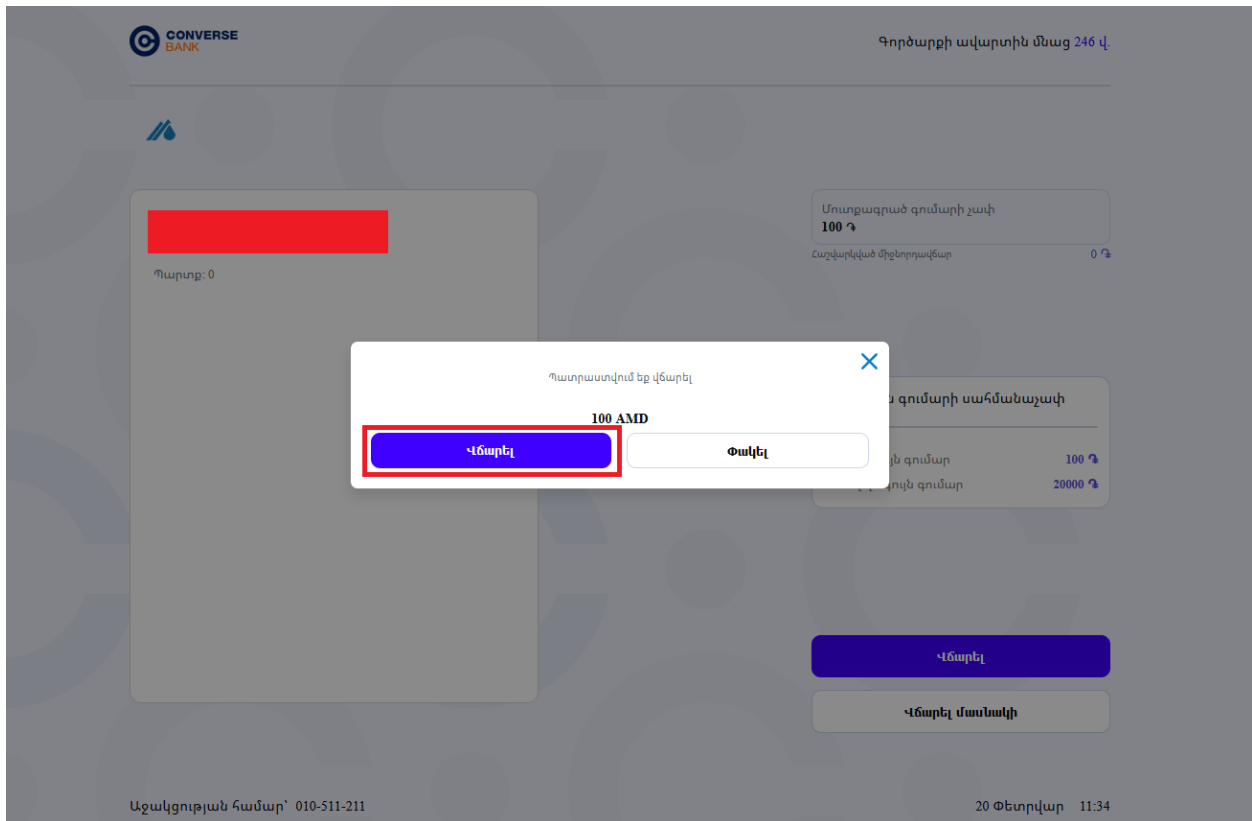 CONVERSE
BANK
Գործարքի ավարտին մնաց 246 վ.
Մուտքագրած գումարի չափ
100 ֏
Հաշվարկված միջնորդավճար 0 ֏
Պարտք: 0
Պատրաստվում եք վճարել
100 AMD
Վճարել Փակել
գումարի սահմանաչափ
գումար 100 ֏
գումար 20000 ֏
Վճարել
Վճարել մասնակի
Աջակցության համար՝ 010-511-211
20 Փետրվար 11:34